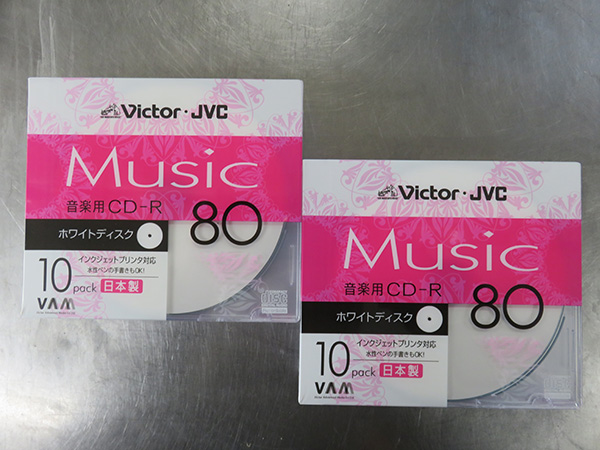 Victor・JVC
Music
音楽用CD-R
80
ホワイトディスク
インクジェットプリンタ対応
水性ペンの手書きもOK!
10pack 日本製
VAM
Victor・JVC
Music
音楽用CD-R
80
ホワイトディスク
インクジェットプリンタ対応
水性ペンの手書きもOK!
10pack 日本製
VAM